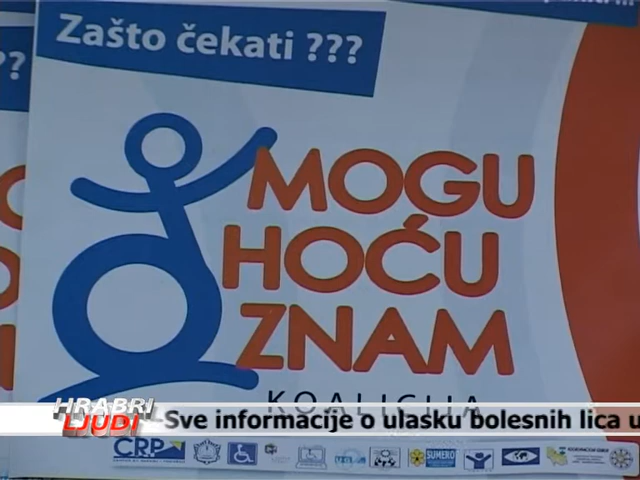 Zašto čekati ???
??
MOGU
HOĆU
ZNAM
KOALICIJA
HRABRI
LJUDI
Sve informacije o ulasku bolesnih lica u
CRP
SUMERO